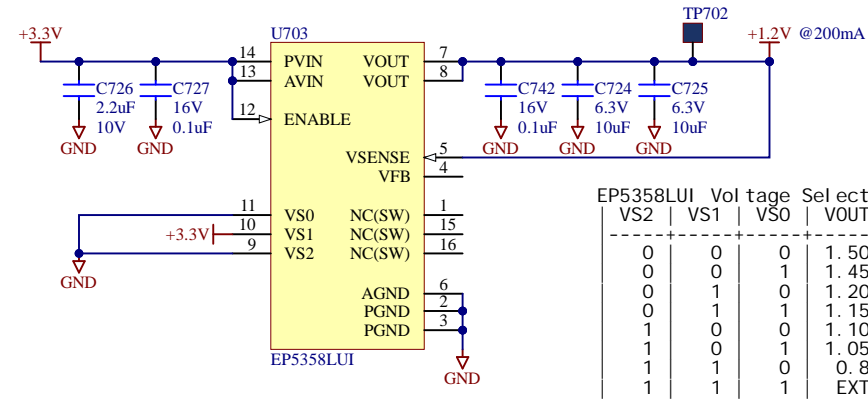 TP702
+3.3V
U703
+1.2V @200mA
14 PVIN VOUT 7
13 AVIN VOUT 8
C726
2.2uF
10V
C727
16V
0.1uF
C742
16V
0.1uF
C724
6.3V
10uF
C725
6.3V
10uF
12 ENABLE
GND
GND
GND
GND
GND
VSENSE 5
VFB 4
11 VS0 NC(SW) 1
+3.3V 10 VS1 NC(SW) 15
9 VS2 NC(SW) 16
GND
AGND 6
PGND 2
PGND 3
EP5358LUI
GND
EP5358LUI Voltage Select
| VS2 | VS1 | VS0 | VOUT
-----+-----+-----+-----
| 0 | 0 | 0 | 1.50
| 0 | 0 | 1 | 1.45
| 0 | 1 | 0 | 1.20
| 0 | 1 | 1 | 1.15
| 1 | 0 | 0 | 1.10
| 1 | 0 | 1 | 1.05
| 1 | 1 | 0 | 0.8
| 1 | 1 | 1 | EXT